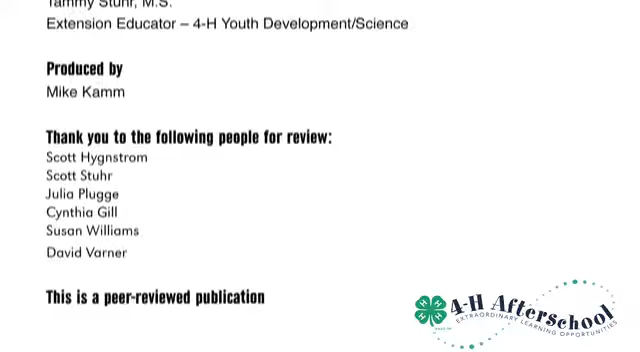 Tammy Stuhr, M.S.
Extension Educator – 4-H Youth Development/Science
Produced by
Mike Kamm
Thank you to the following people for review:
Scott Hygnstrom
Scott Stuhr
Julia Plugge
Cynthia Gill
Susan Williams
David Varner
This is a peer-reviewed publication
H H H H
4-H Afterschool
EXTRAORDINARY LEARNING OPPORTUNITIES